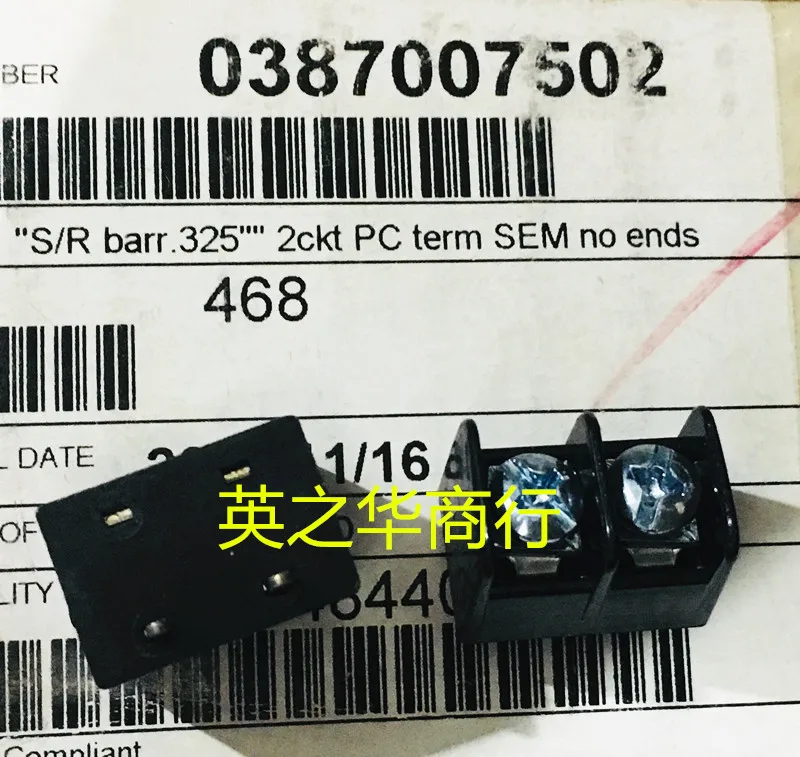 BER 0387007502
"S/R barr.325"" 2ckt PC term SEM no ends
468
DATE 11/16
英之华商行
OF
LITY
Compliant